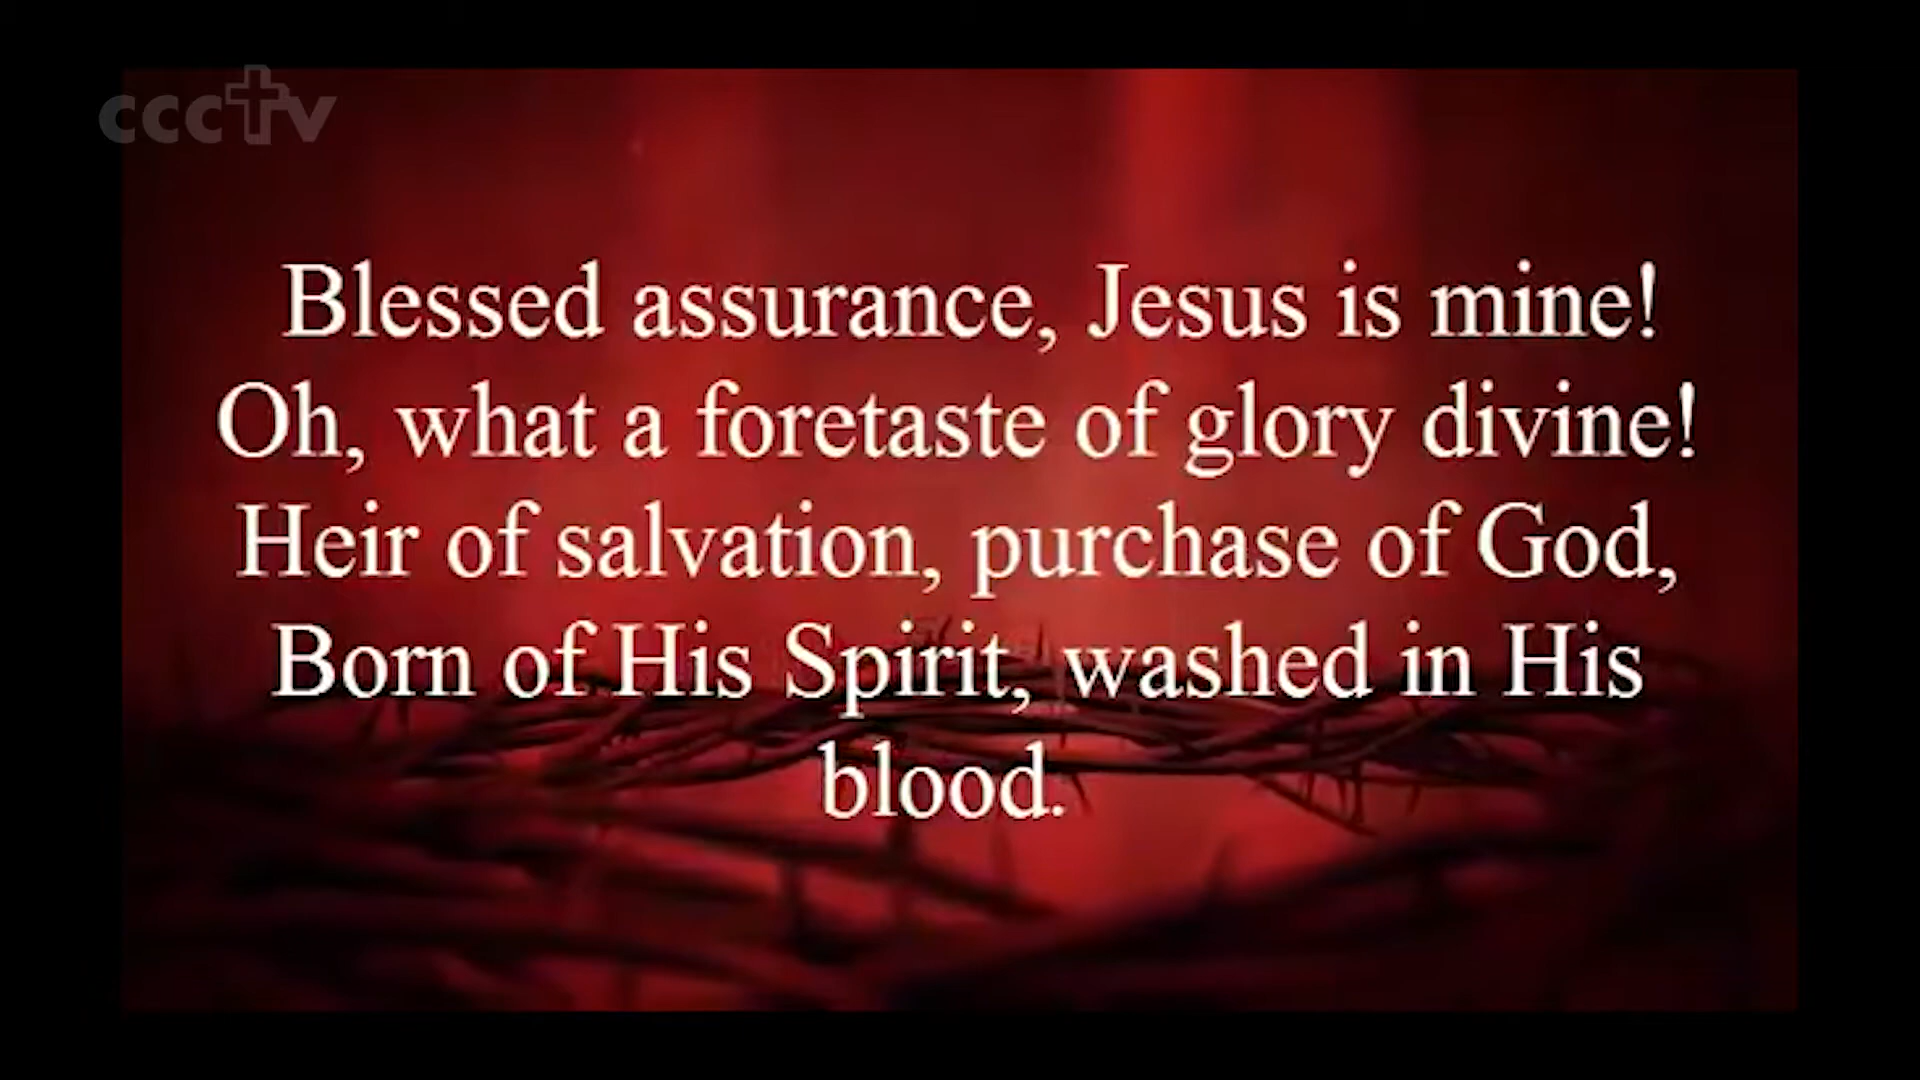 cccTv
Blessed assurance, Jesus is mine!
Oh, what a foretaste of glory divine!
Heir of salvation, purchase of God,
Born of His Spirit, washed in His
blood.